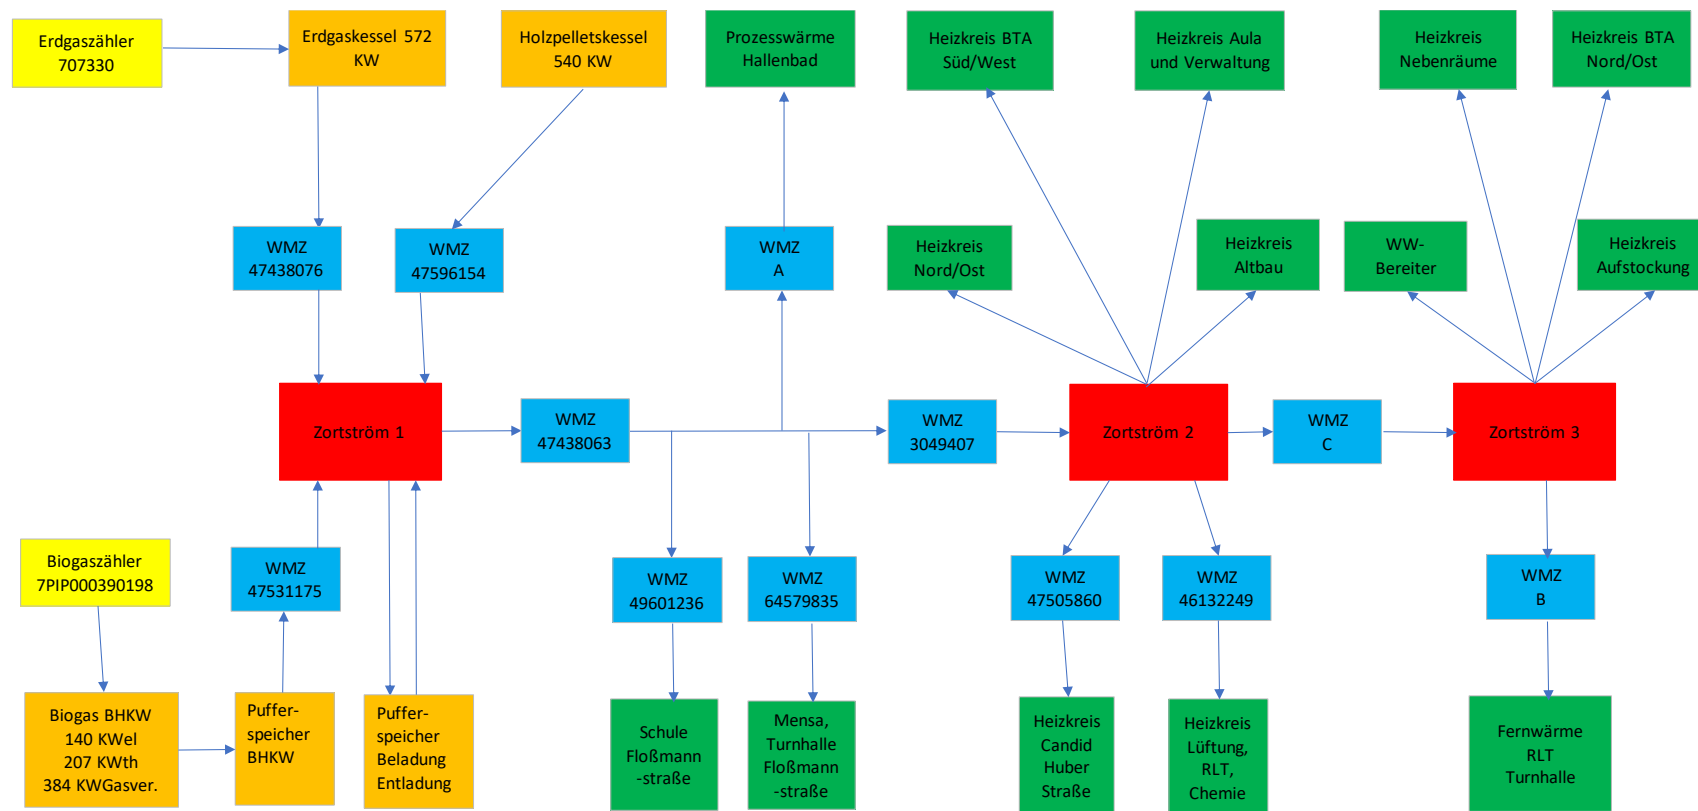 Erdgaszähler
707330
Erdgaskessel 572
KW
Holzpelletskessel
540 KW
Prozesswärme
Hallenbad
Heizkreis BTA
Süd/West
Heizkreis Aula
und Verwaltung
Heizkreis
Nebenräume
Heizkreis BTA
Nord/Ost
WMZ
47438076
WMZ
47596154
WMZ
A
Heizkreis
Nord/Ost
Heizkreis
Altbau
WW-
Bereiter
Heizkreis
Aufstockung
Zortström 1
WMZ
47438063
WMZ
3049407
Zortström 2
WMZ
C
Zortström 3
Biogaszähler
7PIP000390198
WMZ
47531175
WMZ
49601236
WMZ
64579835
WMZ
47505860
WMZ
46132249
WMZ
B
Biogas BHKW
140 KWel
207 KWth
384 KWGasver.
Puffer-
speicher
BHKW
Puffer-
speicher
Beladung
Entladung
Schule
Floßmann
-straße
Mensa,
Turnhalle
Floßmann
-straße
Heizkreis
Candid
Huber
Straße
Heizkreis
Lüftung,
RLT,
Chemie
Fernwärme
RLT
Turnhalle